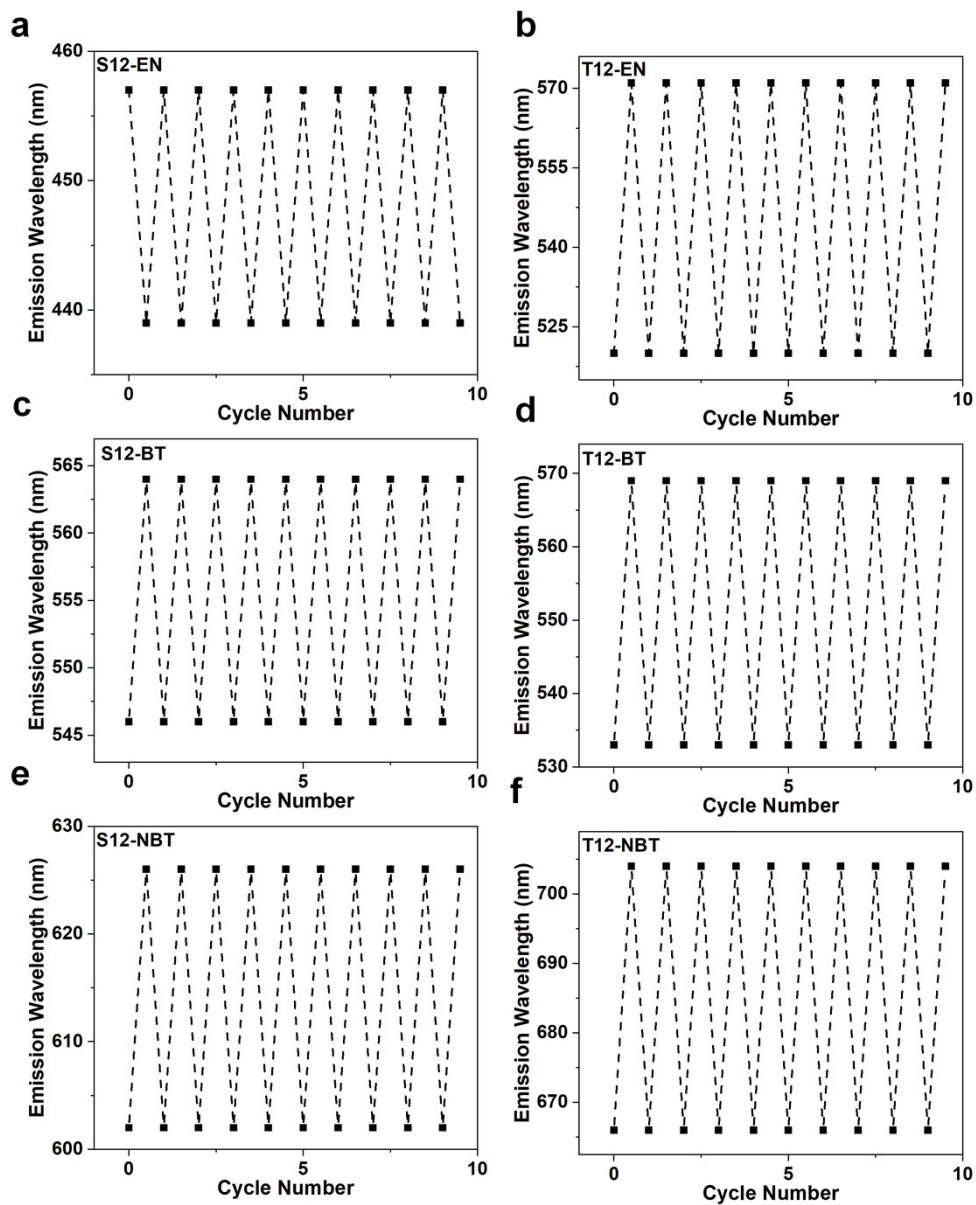 a
S12-EN
Emission Wavelength (nm)
460
450
440
0
5
10
Cycle Number
b
T12-EN
Emission Wavelength (nm)
570
555
540
525
0
5
10
Cycle Number
c
S12-BT
Emission Wavelength (nm)
565
560
555
550
545
0
5
10
Cycle Number
d
T12-BT
Emission Wavelength (nm)
570
560
550
540
530
0
5
10
Cycle Number
e
S12-NBT
Emission Wavelength (nm)
630
620
610
600
0
5
10
Cycle Number
f
T12-NBT
Emission Wavelength (nm)
700
690
680
670
0
5
10
Cycle Number